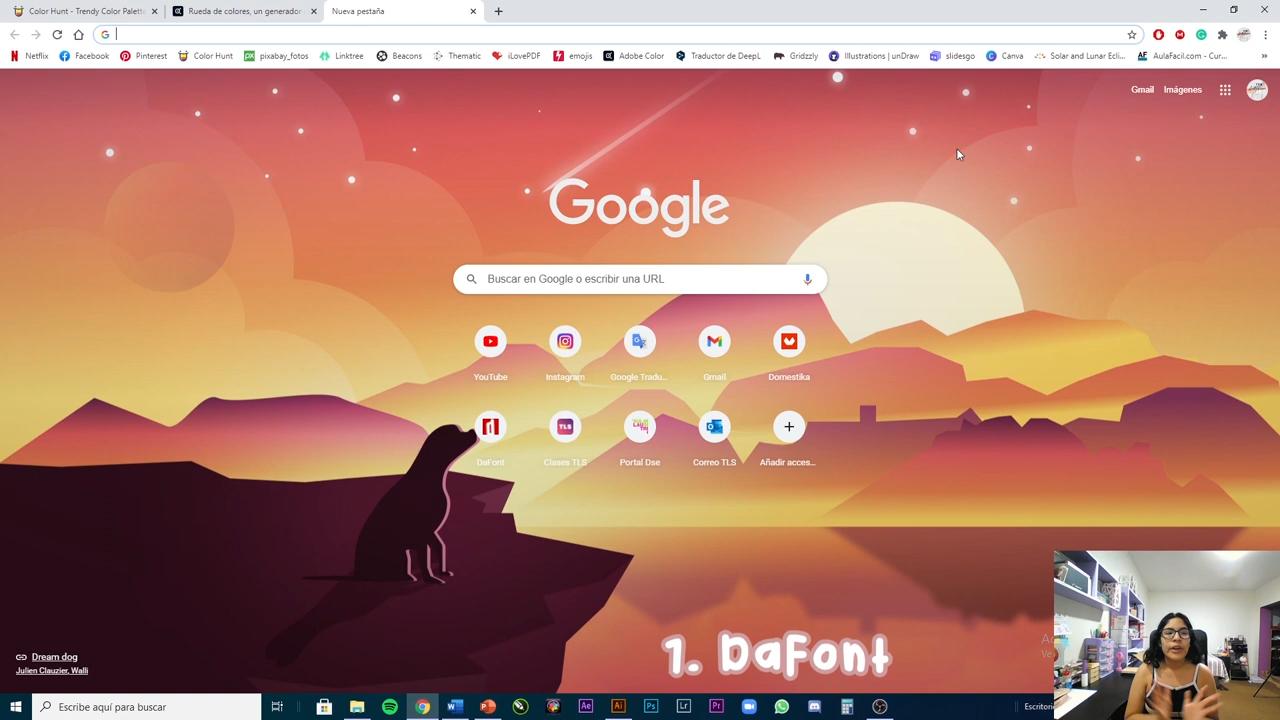 Color Hunt - Trendy Color Palette
Rueda de colores, un generador
Nueva pestaña
Netflix
Facebook
Pinterest
Color Hunt
pixabay_fotos
Linktree
Beacons
Thematic
iLovePDF
emojis
Adobe Color
Traductor de DeepL
Gridzzly
Illustrations | unDraw
slidesgo
Canva
Solar and Lunar Ecli...
AulaFacil.com - Cur...
Gmail
Imágenes
Google
Buscar en Google o escribir una URL
YouTube
Instagram
Google Tradu...
Gmail
Domestika
DaFont
Clases TLS
Portal Dse
Correo TLS
Añadir acces...
1. DaFont
Dream dog
Julien Clauzier, Walli
Escribe aquí para buscar
Escritorio